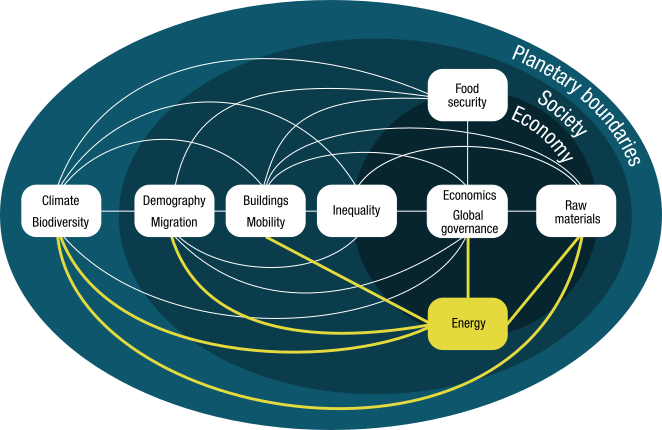 Planetary boundaries
Society
Economy
Food
security
Climate
Biodiversity
Demography
Migration
Buildings
Mobility
Inequality
Economics
Global
governance
Raw
materials
Energy